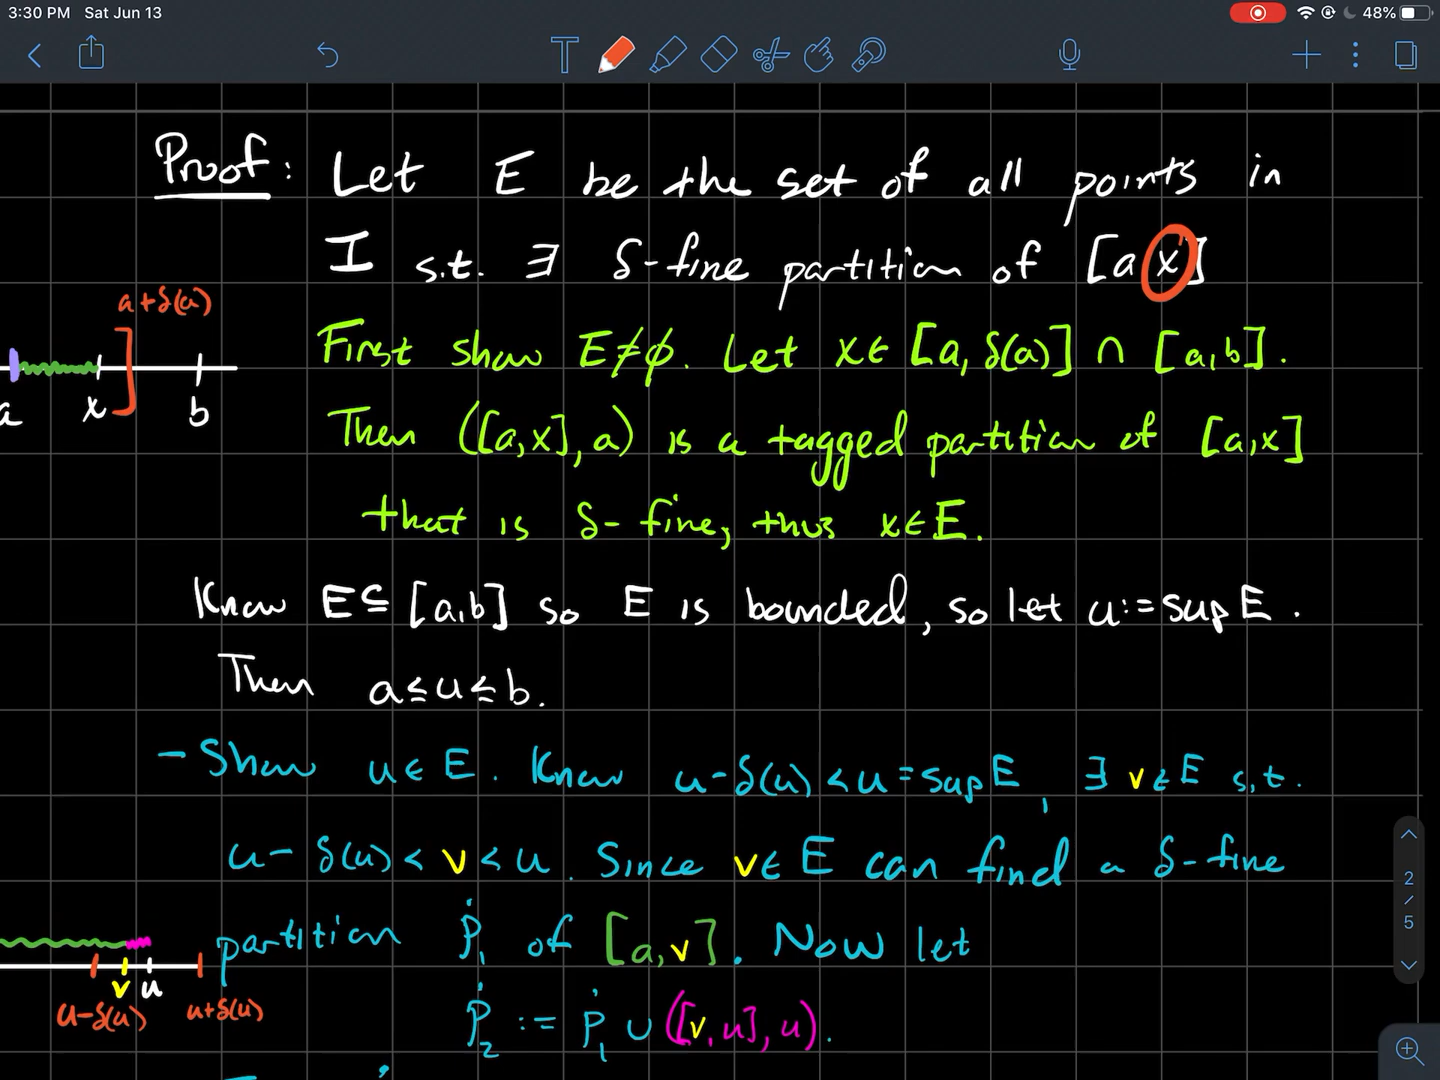 3:30 PM Sat Jun 13
48%
Proof: Let E be the set of all points in
I s.t. ∃ δ-fine partition of [a x]
a+δ(a)
a x b
First show E≠∅. Let x∈[a, δ(a)] ∩ [a,b].
Then ([a,x], a) is a tagged partition of [a,x]
that is δ-fine, thus x∈E.
Know E⊆[a,b] so E is bounded, so let u:=sup E.
Then a≤u≤b.
- Show u∈E. Know u-δ(u)<u=sup E, ∃ v∈E s.t.
u-δ(u)<v<u. Since v∈E can find a δ-fine
partition Ṗ₁ of [a,v]. Now let
v u
u-δ(u) u+δ(u)
Ṗ₂ := Ṗ₁ ∪ ([v,u], u).
2
/
5